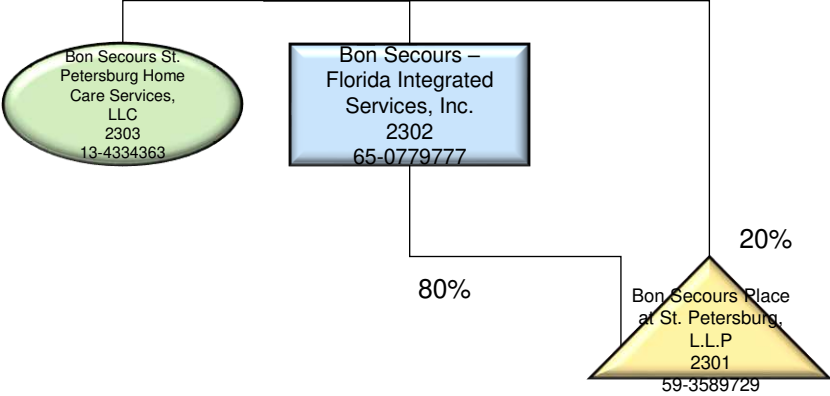 Bon Secours St.
Petersburg Home
Care Services,
LLC
2303
13-4334363
Bon Secours –
Florida Integrated
Services, Inc.
2302
65-0779777
80%
20%
Bon Secours Place
at St. Petersburg,
L.L.P
2301
59-3589729